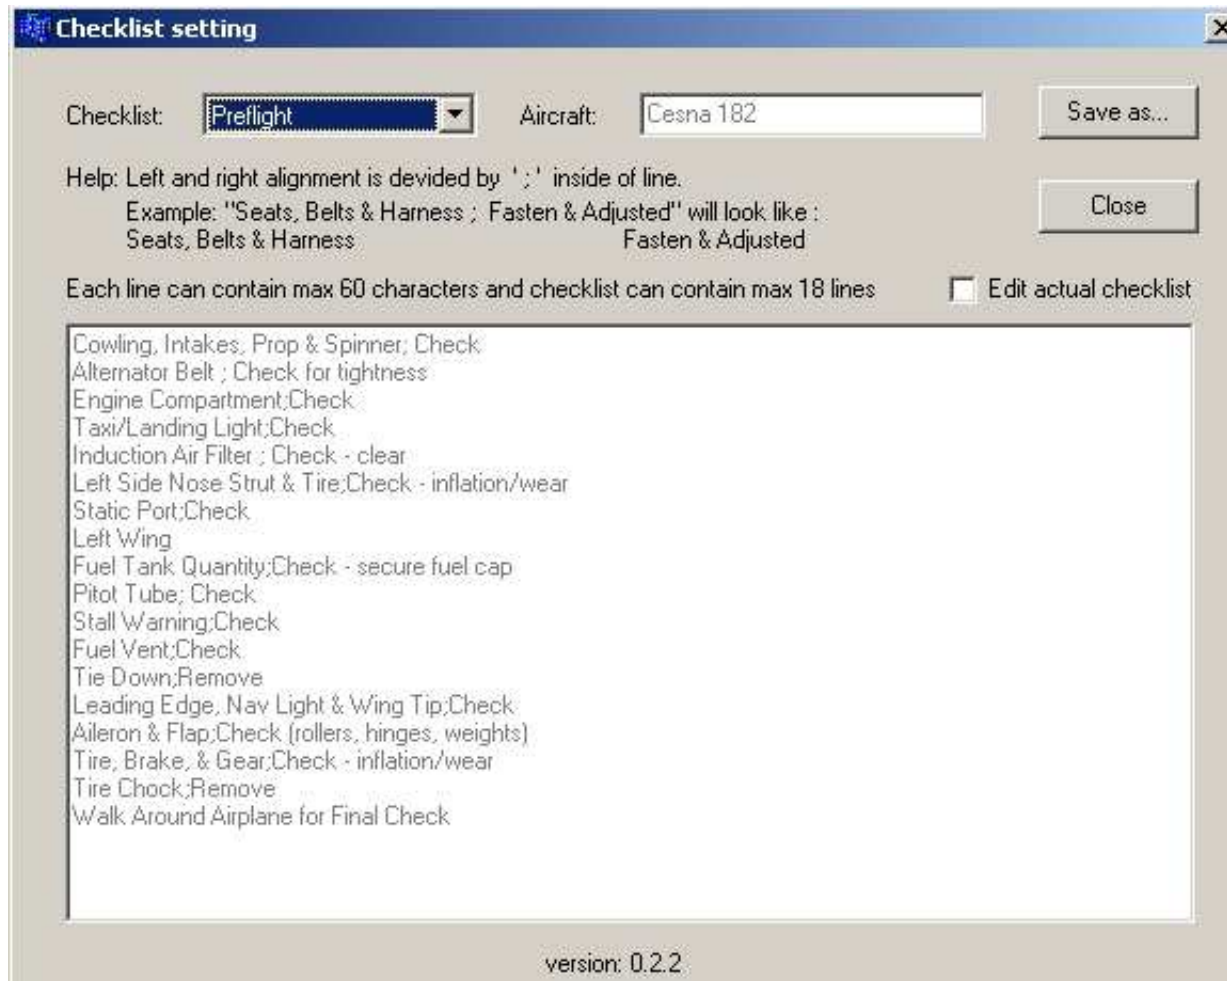 Checklist setting
Checklist: Preflight Aircraft: Cesna 182 Save as...
Help: Left and right alignment is devided by ' ; ' inside of line.
Example: "Seats, Belts & Harness ; Fasten & Adjusted" will look like :
Seats, Belts & Harness Fasten & Adjusted
Close
Each line can contain max 60 characters and checklist can contain max 18 lines Edit actual checklist
Cowling, Intakes, Prop & Spinner; Check
Alternator Belt ; Check for tightness
Engine Compartment;Check
Taxi/Landing Light;Check
Induction Air Filter ; Check - clear
Left Side Nose Strut & Tire;Check - inflation/wear
Static Port;Check
Left Wing
Fuel Tank Quantity;Check - secure fuel cap
Pitot Tube; Check
Stall Warning;Check
Fuel Vent;Check
Tie Down;Remove
Leading Edge, Nav Light & Wing Tip;Check
Aileron & Flap;Check (rollers, hinges, weights)
Tire, Brake, & Gear;Check - inflation/wear
Tire Chock;Remove
Walk Around Airplane for Final Check
version: 0.2.2